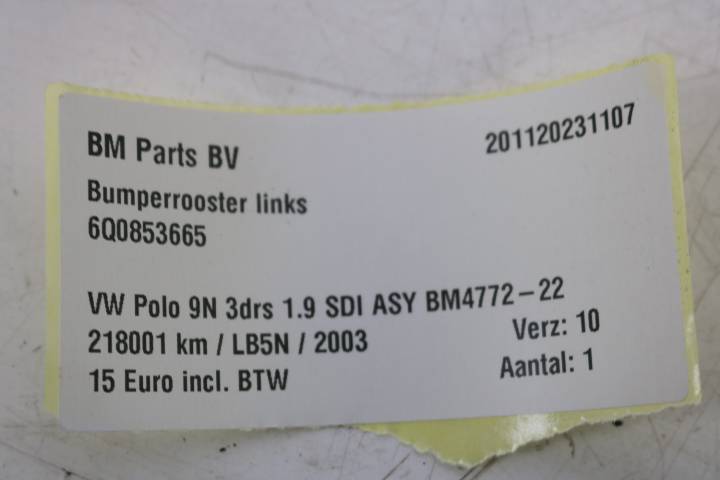 BM Parts BV
201120231107
Bumperrooster links
6Q0853665
VW Polo 9N 3drs 1.9 SDI ASY BM4772-22
218001 km / LB5N / 2003
Verz: 10
15 Euro incl. BTW
Aantal: 1